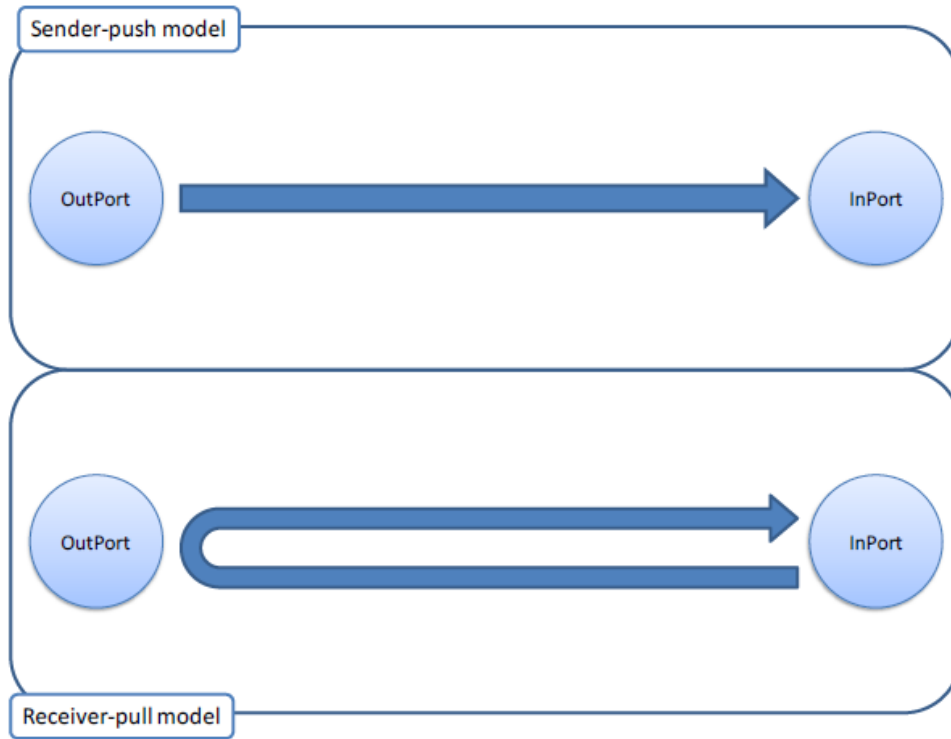 Sender-push model
OutPort
InPort
OutPort
InPort
Receiver-pull model